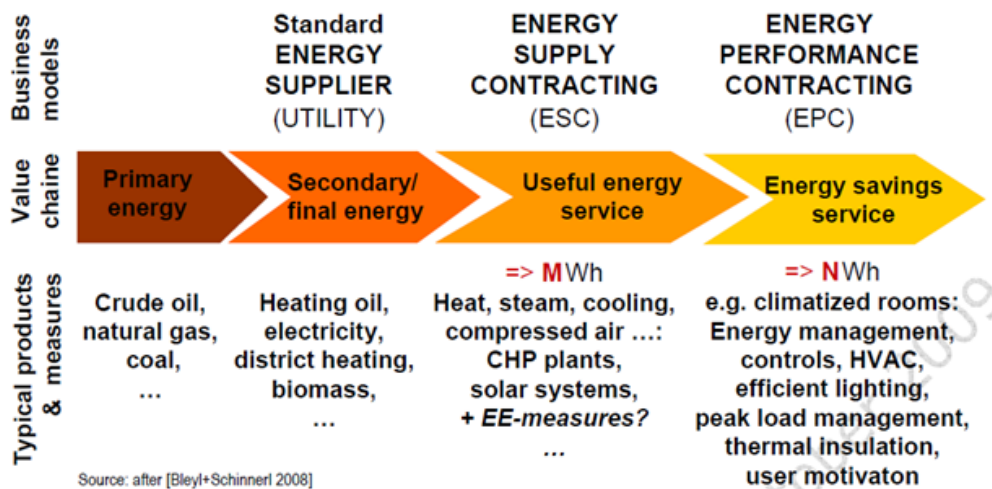 Business
models
Standard
ENERGY
SUPPLIER
(UTILITY)
ENERGY
SUPPLY
CONTRACTING
(ESC)
ENERGY
PERFORMANCE
CONTRACTING
(EPC)
Value
chaine
Primary
energy
Secondary/
final energy
Useful energy
service
Energy savings
service
Typical products
& measures
Crude oil,
natural gas,
coal,
...
Heating oil,
electricity,
district heating,
biomass,
...
=> MWh
Heat, steam, cooling,
compressed air ...:
CHP plants,
solar systems,
+ EE-measures?
...
=> NWh
e.g. climatized rooms:
Energy management,
controls, HVAC,
efficient lighting,
peak load management,
thermal insulation,
user motivaton
Source: after [Bleyl+Schinnerl 2008]
2009